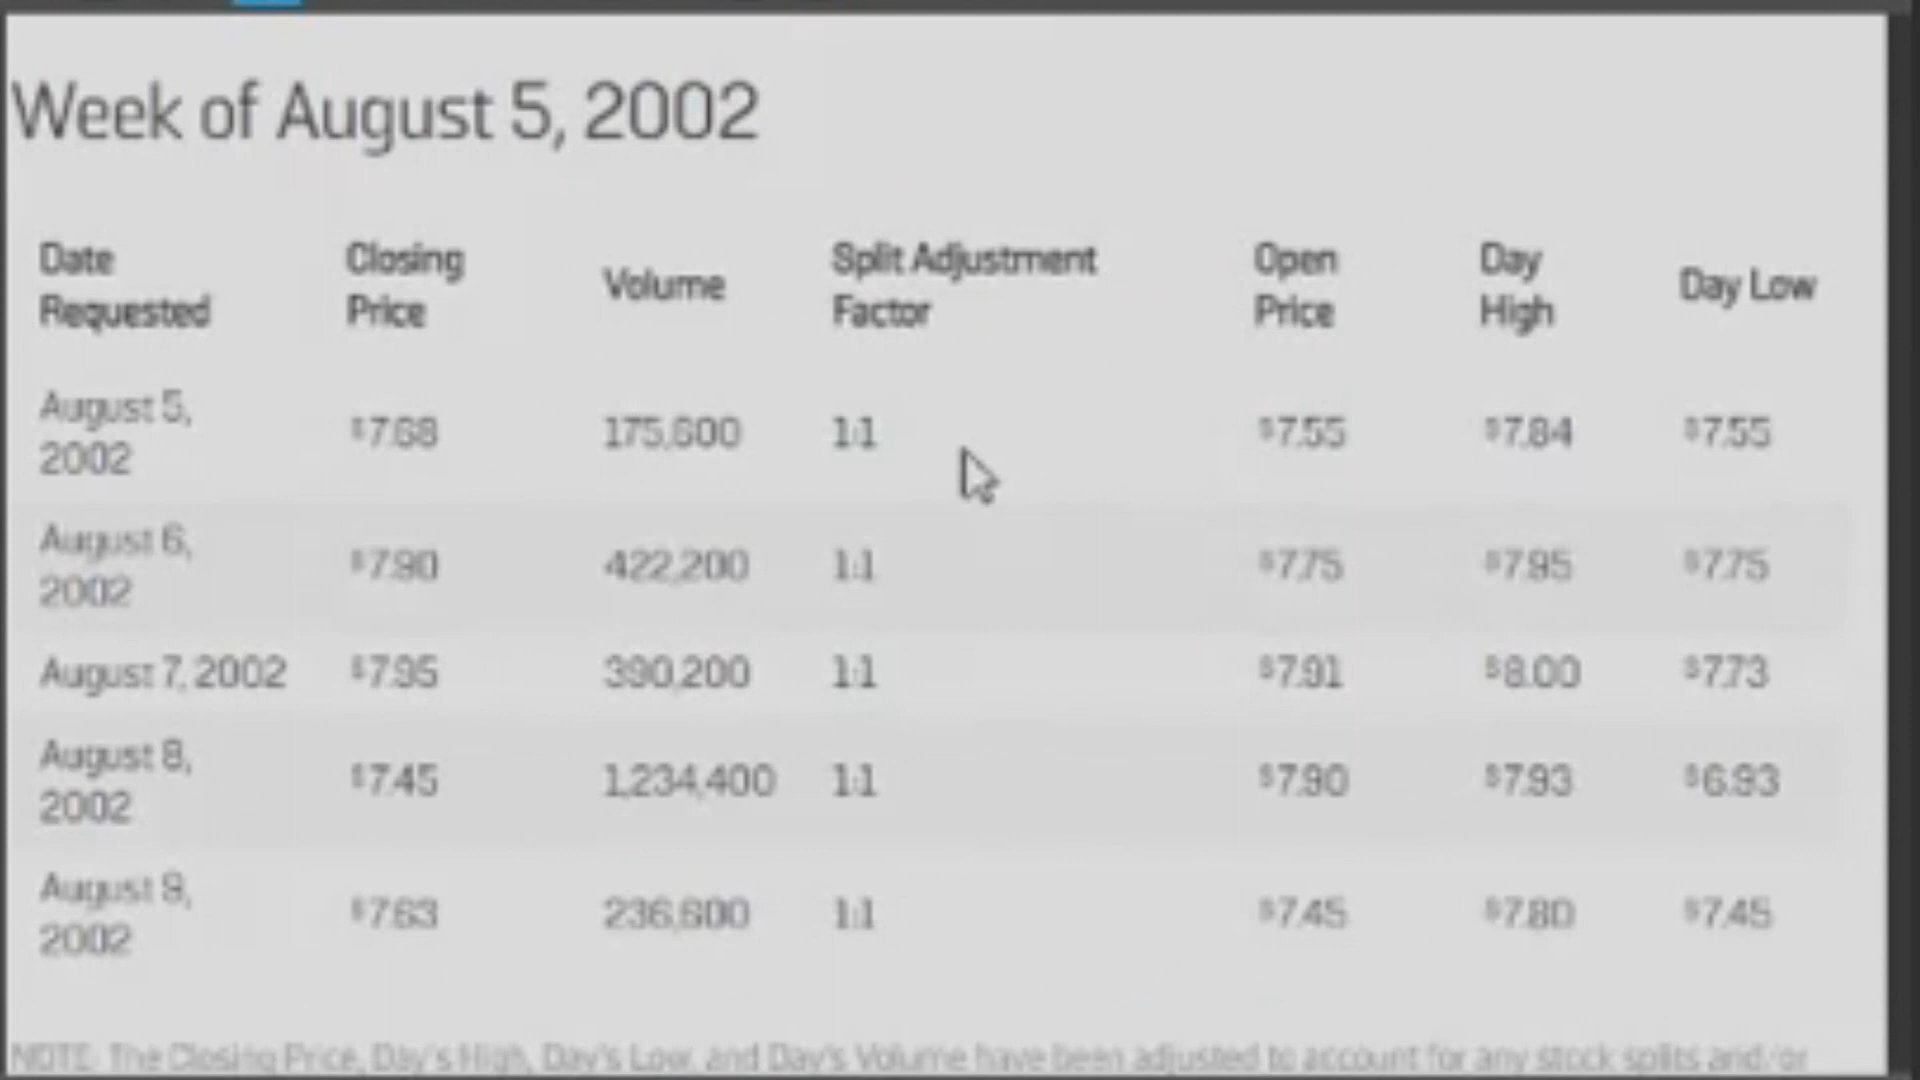 Week of August 5, 2002
Date Requested Closing Price Volume Split Adjustment Factor Open Price Day High Day Low
August 5, 2002 $7.68 175,600 1:1 $7.55 $7.84 $7.55
August 6, 2002 $7.90 422,200 1:1 $7.75 $7.95 $7.75
August 7, 2002 $7.95 390,200 1:1 $7.91 $8.00 $7.73
August 8, 2002 $7.45 1,234,400 1:1 $7.90 $7.93 $6.93
August 9, 2002 $7.63 236,600 1:1 $7.45 $7.80 $7.45
NOTE: The Closing Price, Day's High, Day's Low, and Day's Volume have been adjusted to account for any stock splits and/or